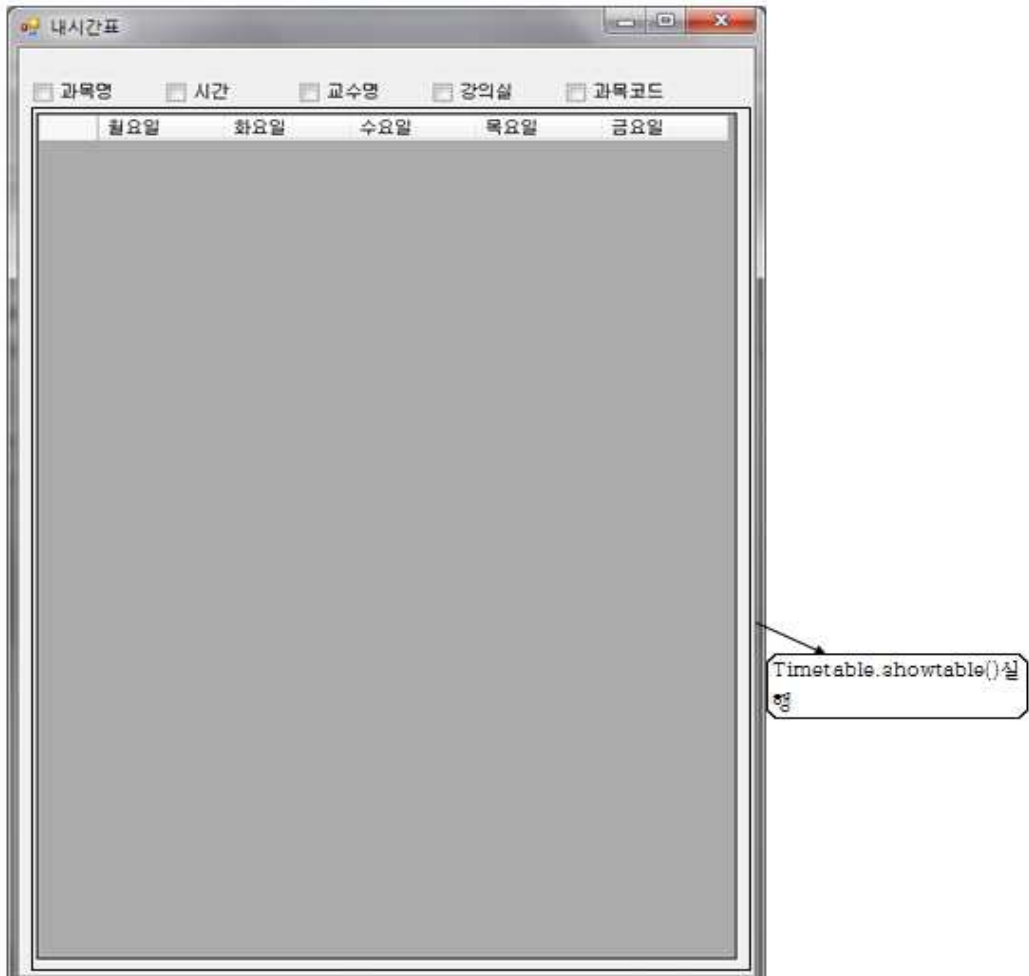 내시간표
과목명 시간 교수명 강의실 과목코드
월요일 화요일 수요일 목요일 금요일
Timetable.showtable()실
행